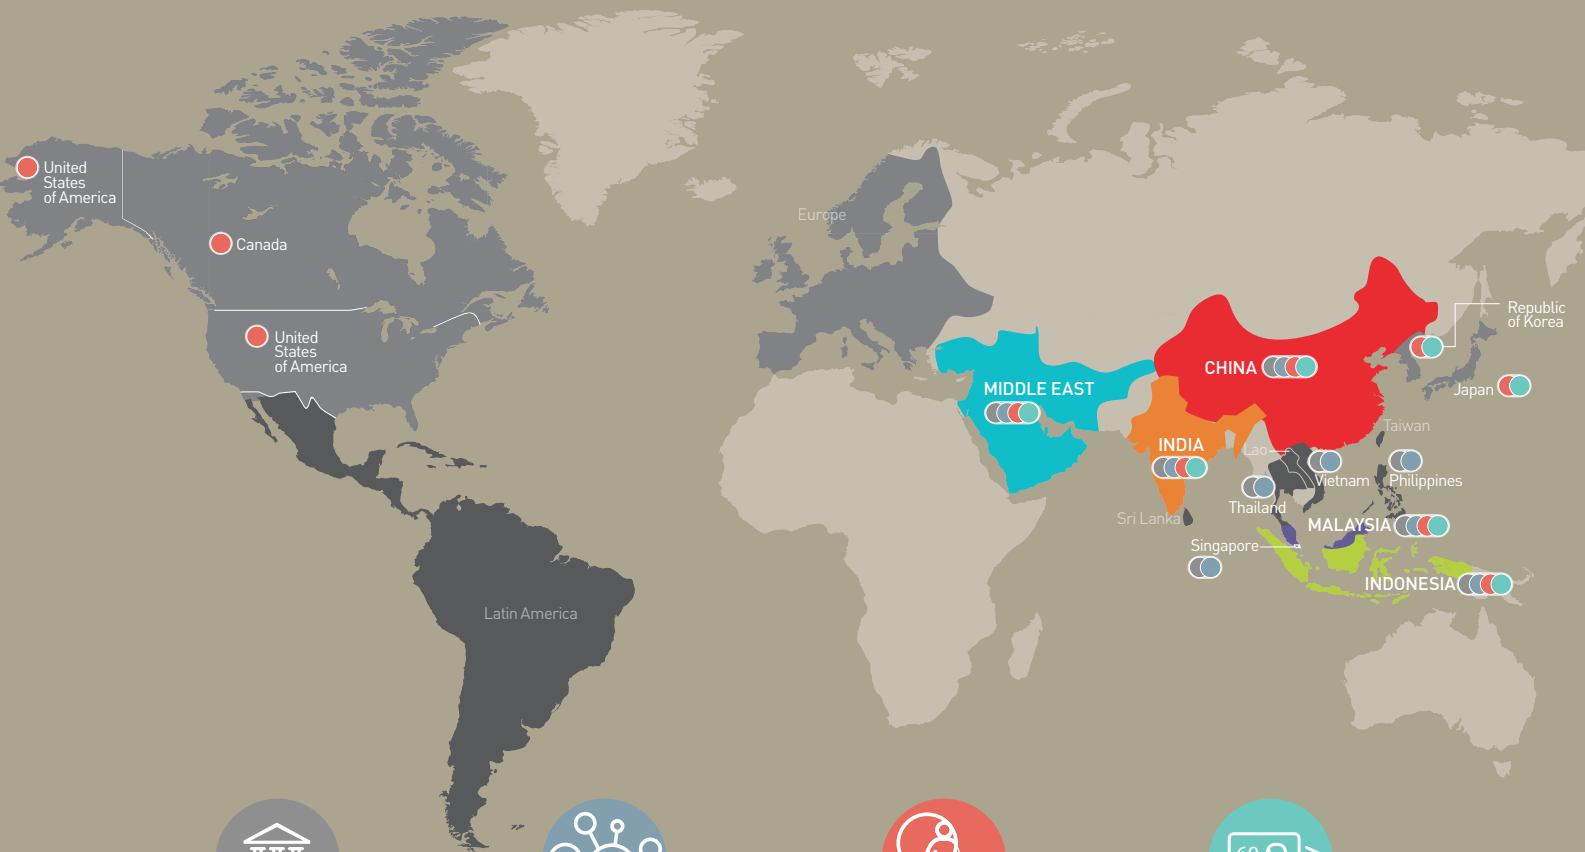 United
States
of America
Canada
United
States
of America
Latin America
Europe
MIDDLE EAST
CHINA
INDIA
Republic
of Korea
Japan
Taiwan
Lao
Vietnam
Philippines
Thailand
Sri Lanka
MALAYSIA
Singapore
INDONESIA